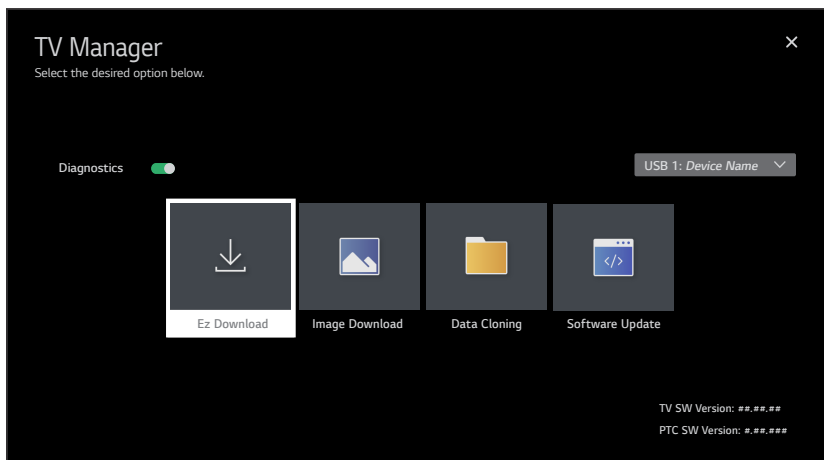 TV Manager
Select the desired option below.
Diagnostics
USB 1: Device Name
</>
Ez Download
Image Download
Data Cloning
Software Update
TV SW Version: ##.##.##
PTC SW Version: #.##.###